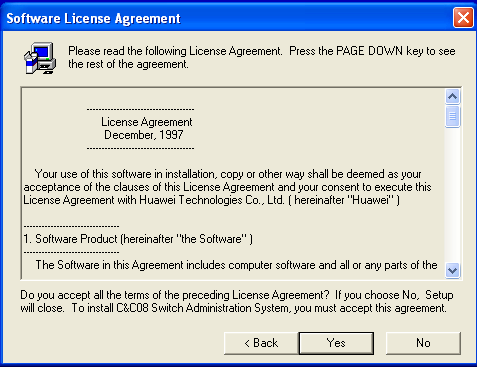 Software License Agreement
Please read the following License Agreement. Press the PAGE DOWN key to see
the rest of the agreement.
------------------------------------
License Agreement
December, 1997
------------------------------------
Your use of this software in installation, copy or other way shall be deemed as your
acceptance of the clauses of this License Agreement and your consent to execute this
License Agreement with Huawei Technologies Co., Ltd. ( hereinafter "Huawei" )
--------------------------------
1. Software Product (hereinafter "the Software" )
--------------------------------
The Software in this Agreement includes computer software and all or any parts of the
Do you accept all the terms of the preceding License Agreement? If you choose No, Setup
will close. To install C&C08 Switch Administration System, you must accept this agreement.
< Back
Yes
No